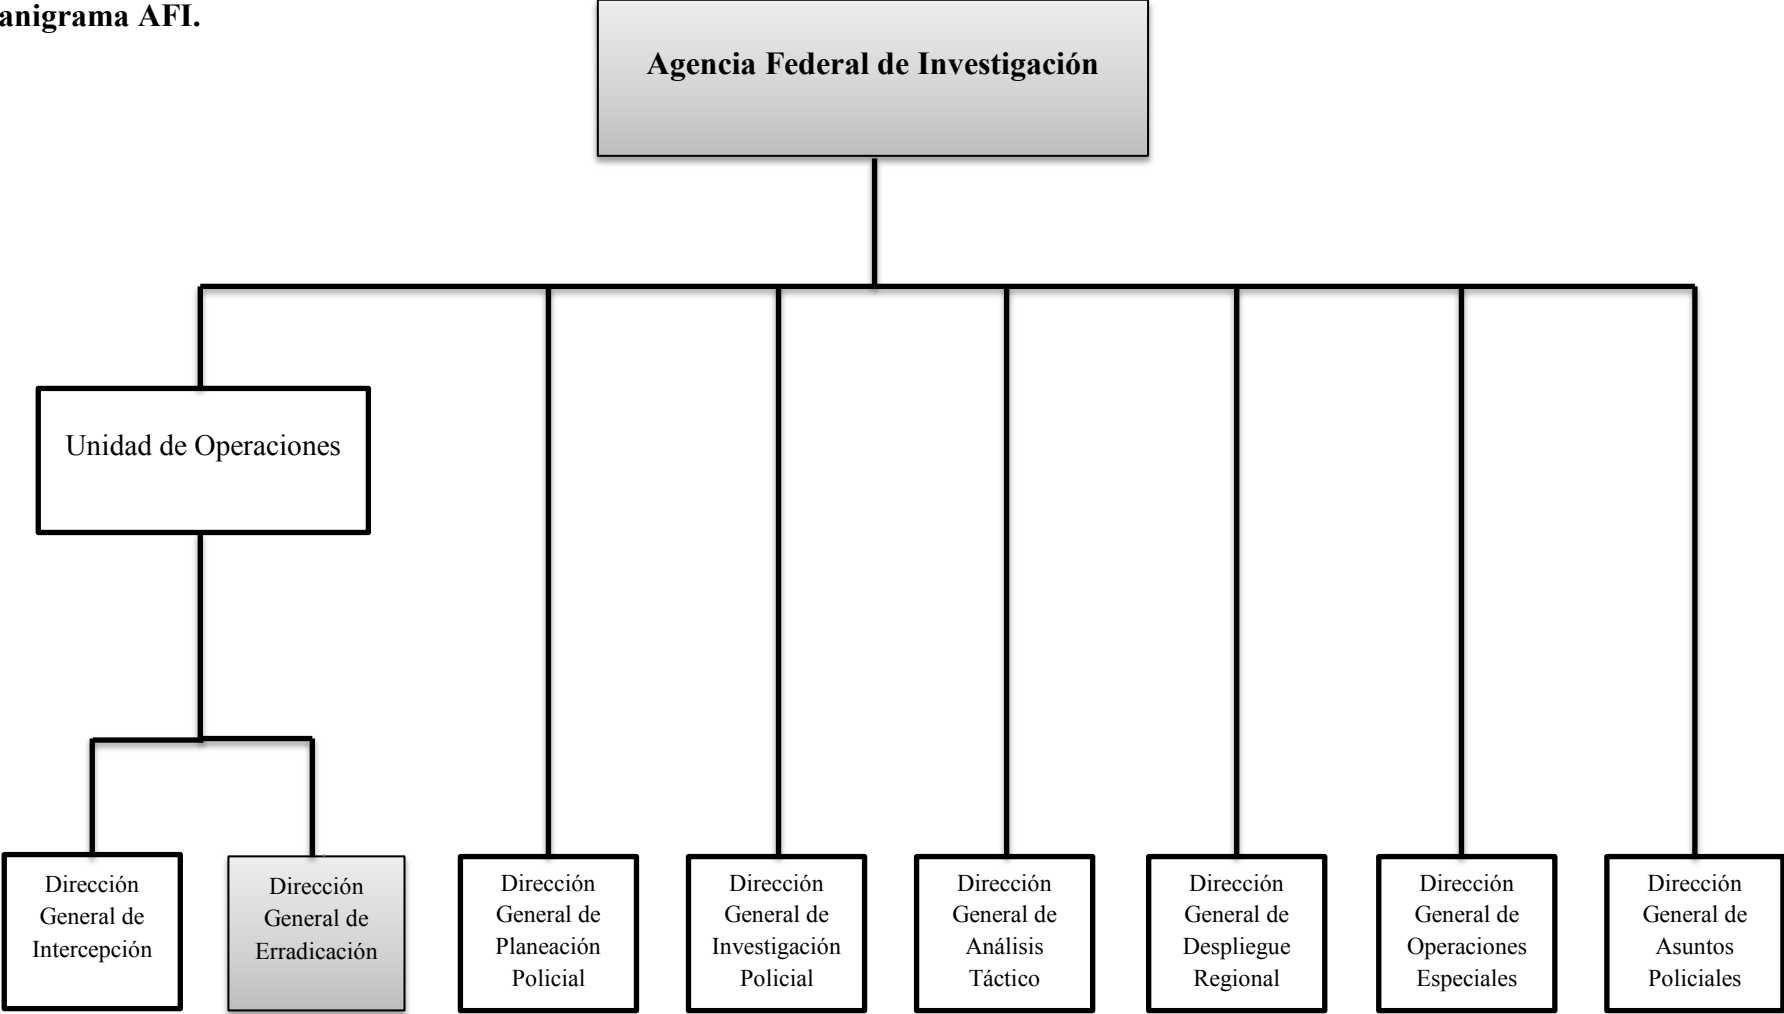 anigrama AFI.
Agencia Federal de Investigación
Unidad de Operaciones
Dirección
General de
Intercepción
Dirección
General de
Erradicación
Dirección
General de
Planeación
Policial
Dirección
General de
Investigación
Policial
Dirección
General de
Análisis
Táctico
Dirección
General de
Despliegue
Regional
Dirección
General de
Operaciones
Especiales
Dirección
General de
Asuntos
Policiales